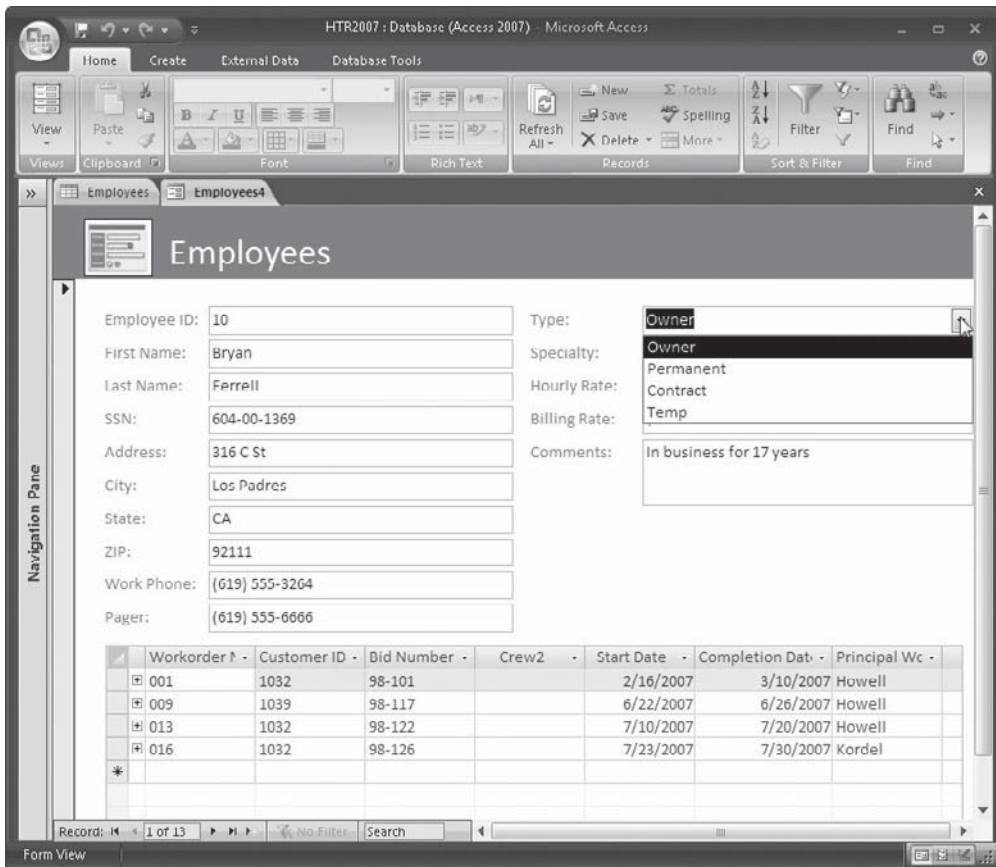 HTR2007 : Database (Access 2007) - Microsoft Access
Home Create External Data Database Tools
View
Paste
B I U
A
Refresh All
New
Save
Delete
Σ Totals
Spelling
More
Filter
Find
Views Clipboard Font Rich Text Records Sort & Filter Find
» Employees Employees4 x
Navigation Pane
Employees
Employee ID: 10
First Name: Bryan
Last Name: Ferrell
SSN: 604-00-1369
Address: 316 C St
City: Los Padres
State: CA
ZIP: 92111
Work Phone: (619) 555-3264
Pager: (619) 555-6666
Type: Owner
Owner
Permanent
Contract
Temp
Specialty:
Hourly Rate:
Billing Rate:
Comments: In business for 17 years
Workorder N Customer ID Bid Number Crew2 Start Date Completion Dat Principal Wc
001 1032 98-101 2/16/2007 3/10/2007 Howell
009 1039 98-117 6/22/2007 6/26/2007 Howell
013 1032 98-122 7/10/2007 7/20/2007 Howell
016 1032 98-126 7/23/2007 7/30/2007 Kordel
Record: 1 of 13 No Filter Search
Form View